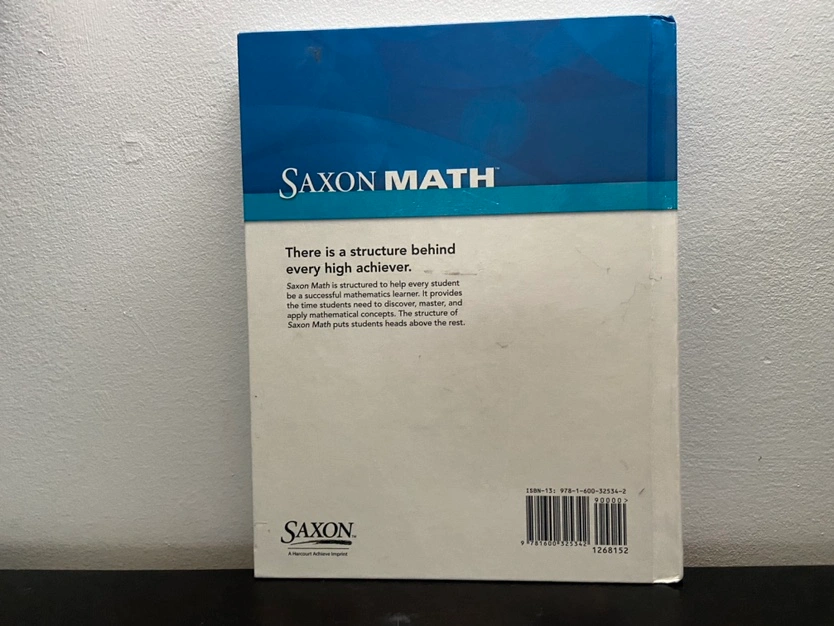 SAXON MATH™
There is a structure behind
every high achiever.
Saxon Math is structured to help every student
be a successful mathematics learner. It provides
the time students need to discover, master, and
apply mathematical concepts. The structure of
Saxon Math puts students heads above the rest.
ISBN-13: 978-1-600-32534-2
90000>
9 781600 325342
1268152
SAXON™
A Harcourt Achieve Imprint